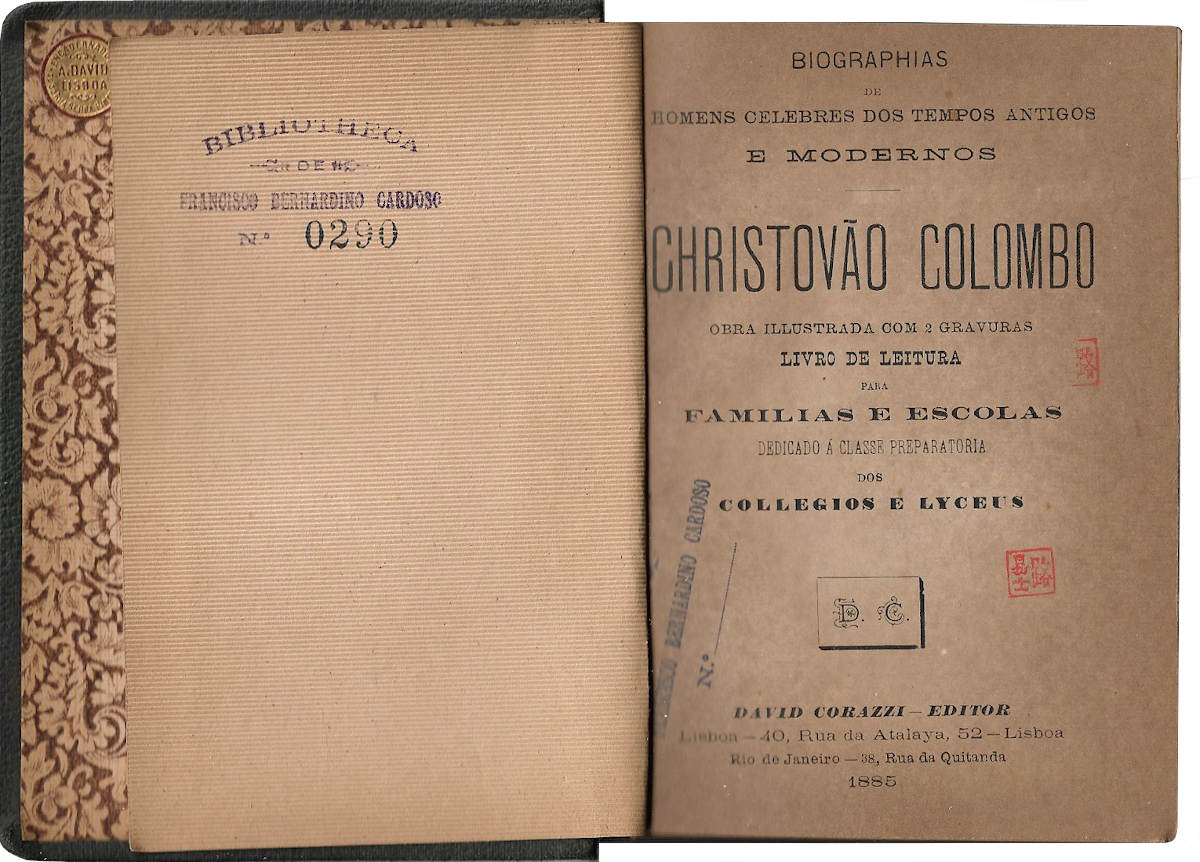 ENCADERNADOR
A. DAVID
LISBOA
BIBLIOTHECA
DE
FRANCISCO BERNARDINO CARDOSO
N.º 0290
BIOGRAPHIAS
DE
HOMENS CELEBRES DOS TEMPOS ANTIGOS
E MODERNOS
CHRISTOVÃO COLOMBO
OBRA ILLUSTRADA COM 2 GRAVURAS
LIVRO DE LEITURA
PARA
FAMILIAS E ESCOLAS
DEDICADO Á CLASSE PREPARATORIA
DOS
COLLEGIOS E LYCEUS
BERNARDINO CARDOSO
N.º
D. C.
DAVID CORAZZI — EDITOR
Lisboa — 40, Rua da Atalaya, 52 — Lisboa
Rio de Janeiro — 38, Rua da Quitanda
1885